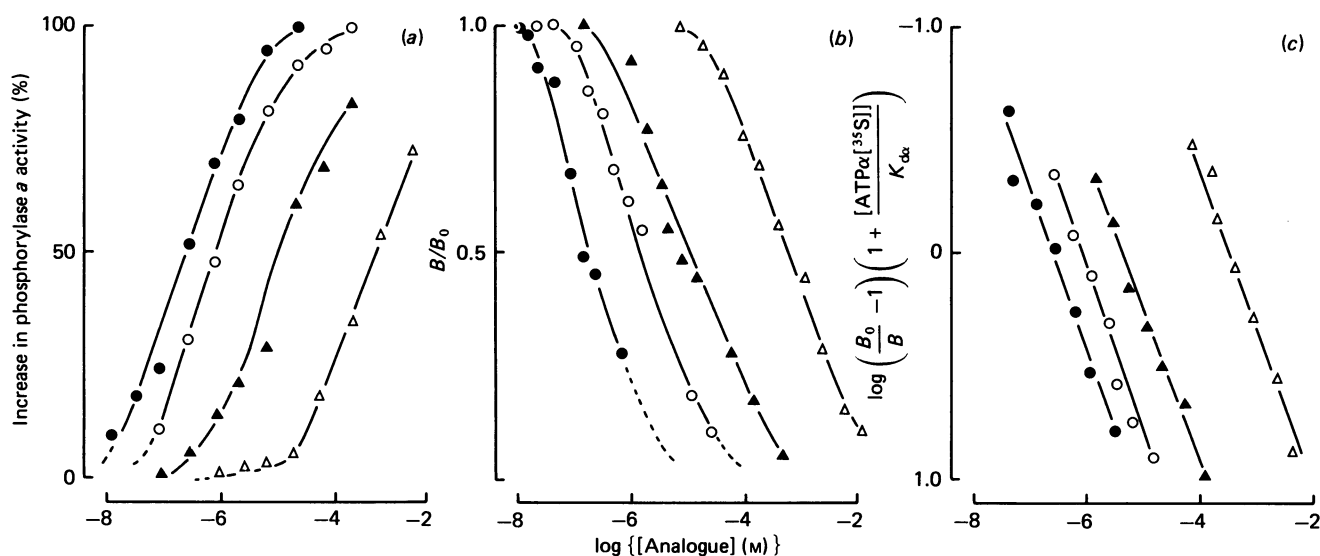 (a)
Increase in phosphorylase a activity (%)
100
50
0
−8
−6
−4
−2
(b)
B/B₀
1.0
0.5
−8
−6
−4
−2
log {[Analogue] (M)}
(c)
log (B₀/B −1)(1 + [ATPα[³⁵S]]/K_dα)
−1.0
0
1.0
−8
−6
−4
−2